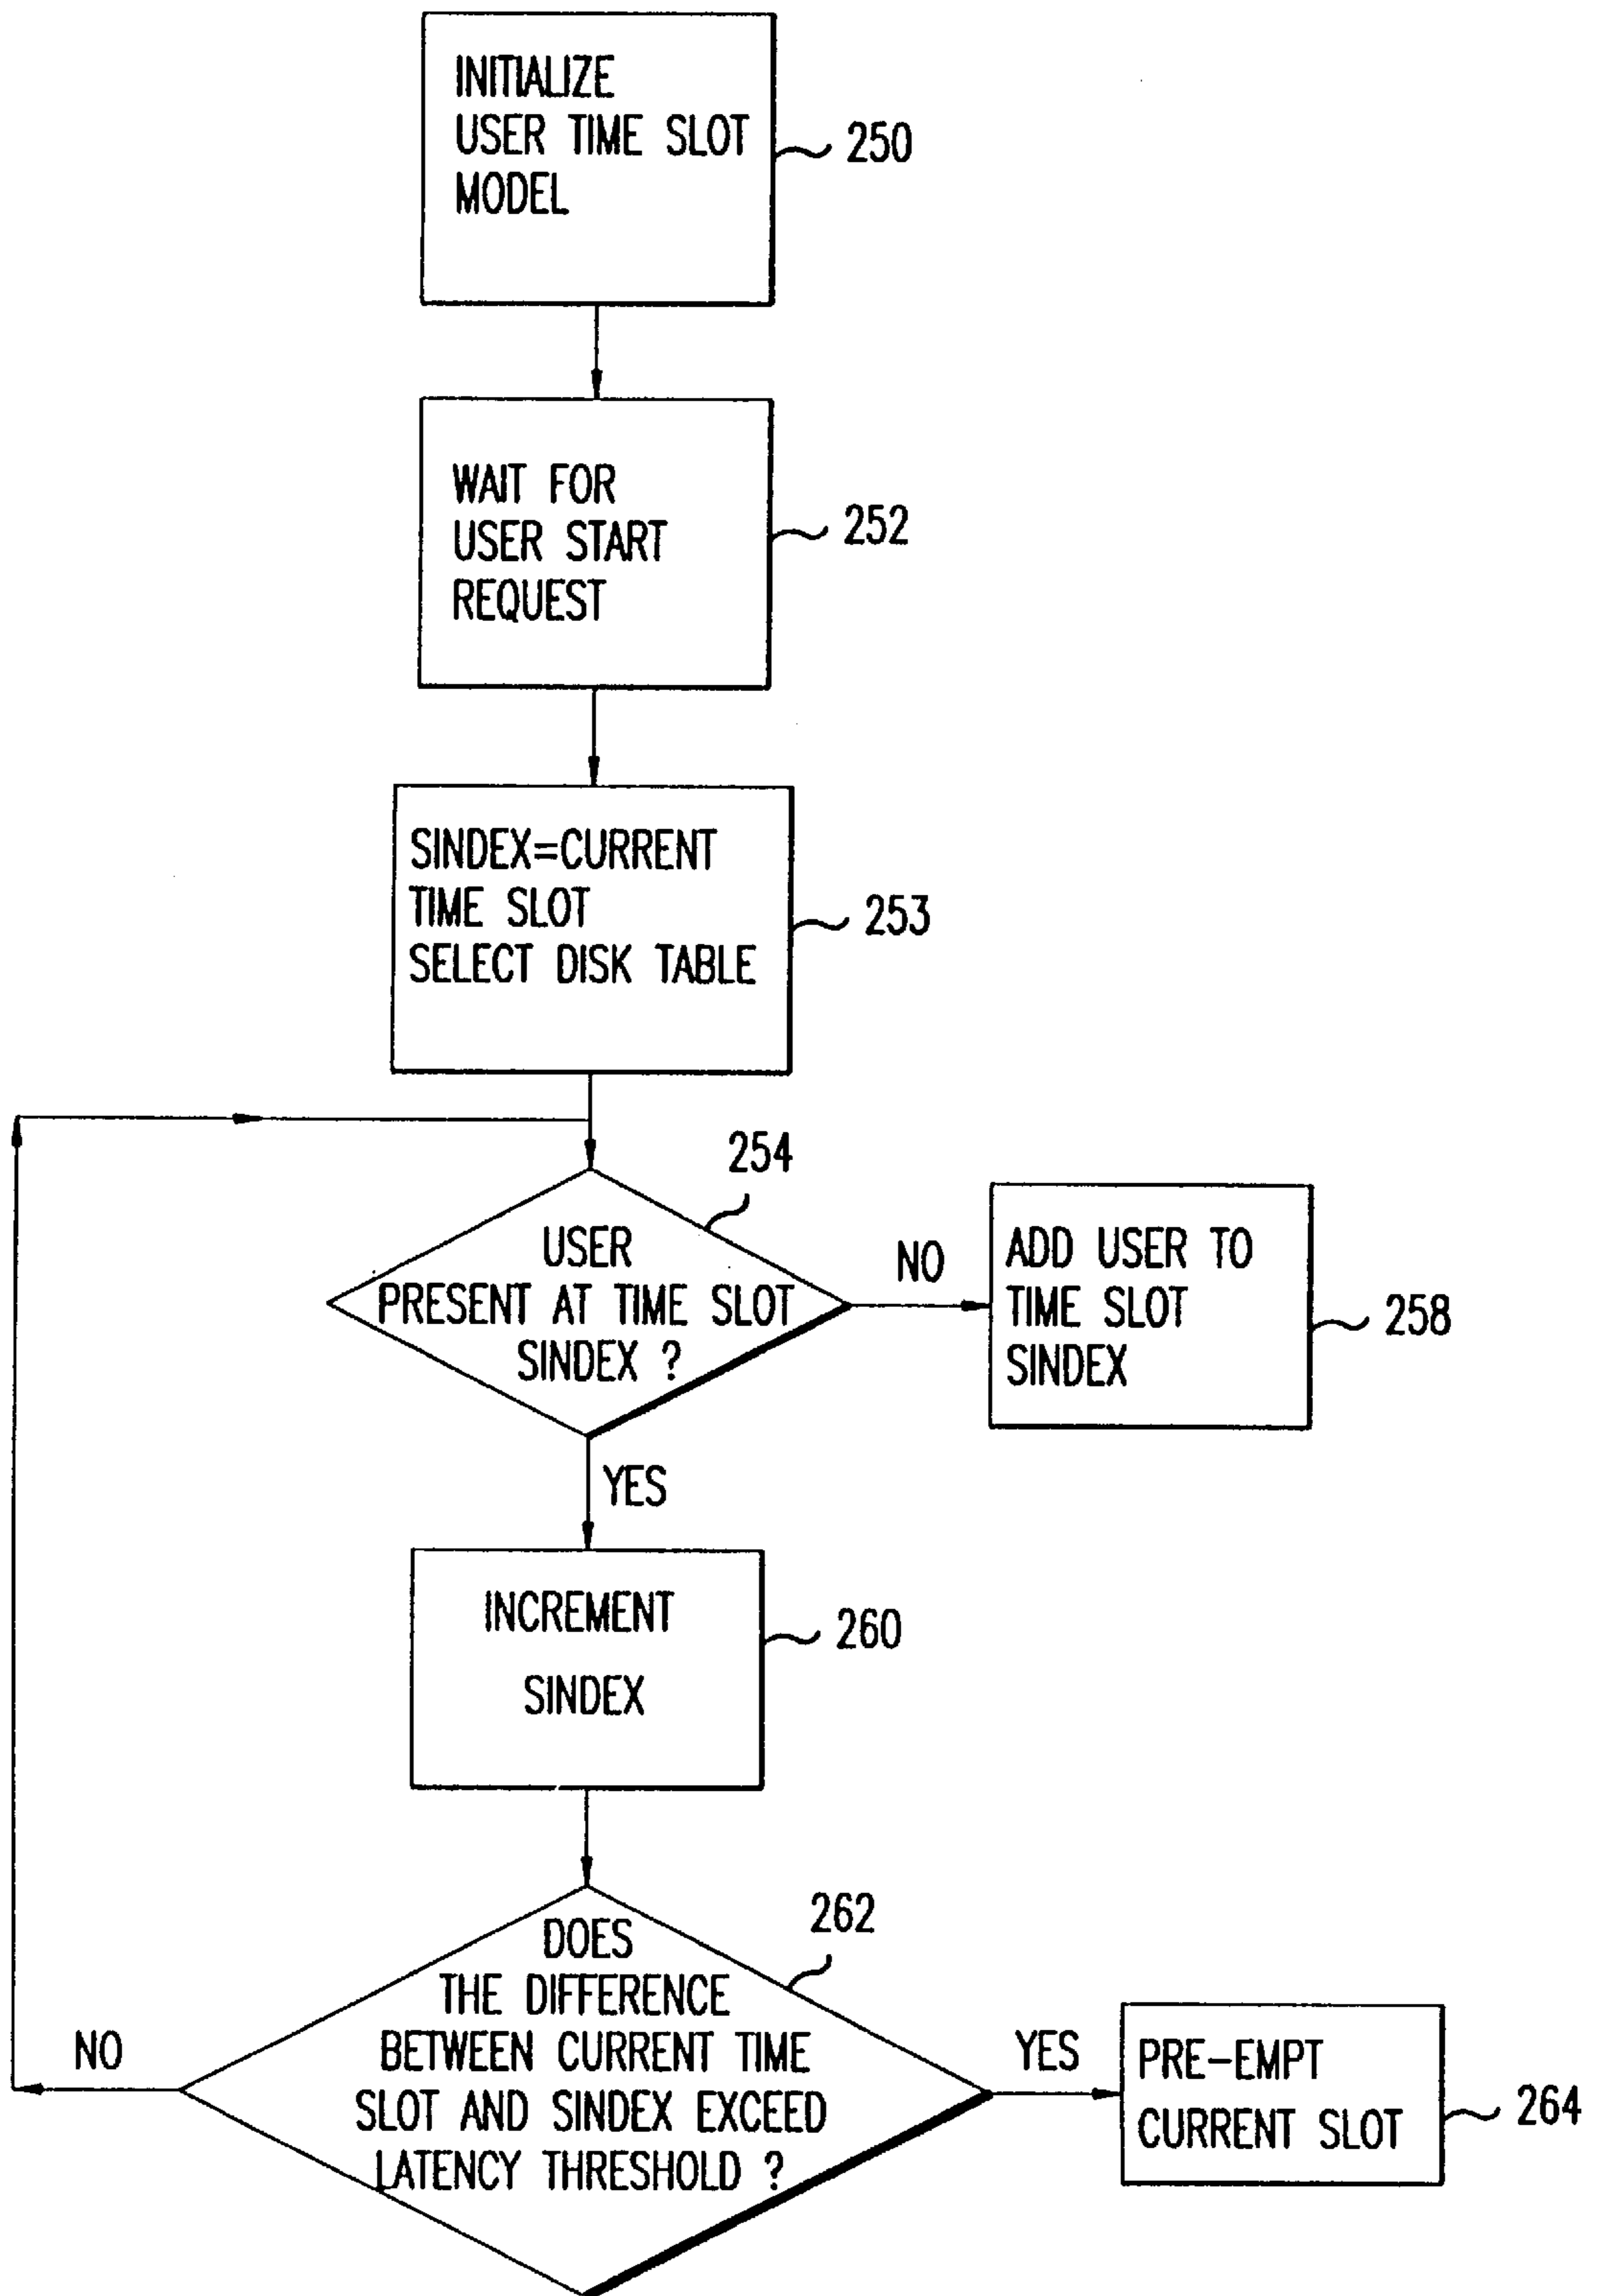 INITIALIZE
USER TIME SLOT
MODEL
250
WAIT FOR
USER START
REQUEST
252
SINDEX=CURRENT
TIME SLOT
SELECT DISK TABLE
253
254
USER
PRESENT AT TIME SLOT
SINDEX ?
NO
ADD USER TO
TIME SLOT
SINDEX
258
YES
INCREMENT
SINDEX
260
262
DOES
THE DIFFERENCE
BETWEEN CURRENT TIME
SLOT AND SINDEX EXCEED
LATENCY THRESHOLD ?
NO
YES
PRE-EMPT
CURRENT SLOT
264